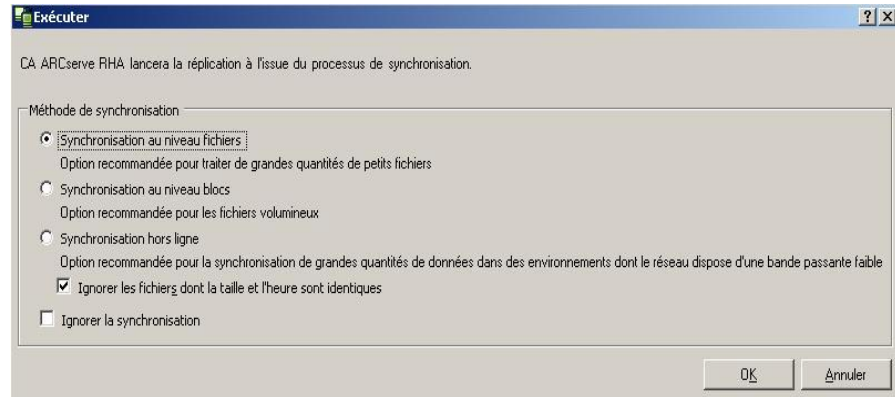 Exécuter
CA ARCserve RHA lancera la réplication à l'issue du processus de synchronisation.
Méthode de synchronisation
Synchronisation au niveau fichiers
Option recommandée pour traiter de grandes quantités de petits fichiers
Synchronisation au niveau blocs
Option recommandée pour les fichiers volumineux
Synchronisation hors ligne
Option recommandée pour la synchronisation de grandes quantités de données dans des environnements dont le réseau dispose d'une bande passante faible
Ignorer les fichiers dont la taille et l'heure sont identiques
Ignorer la synchronisation
OK Annuler